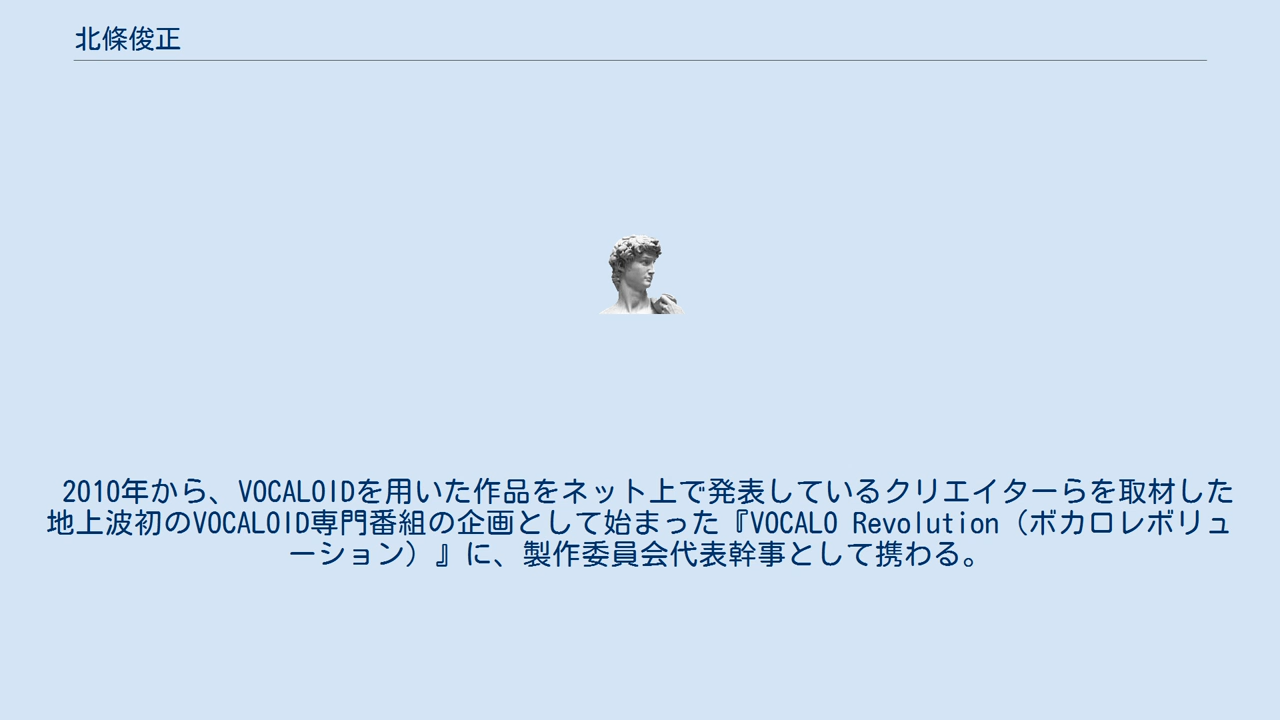 北條俊正
2010年から、VOCALOIDを用いた作品をネット上で発表しているクリエイターらを取材した
地上波初のVOCALOID専門番組の企画として始まった『VOCALO Revolution（ボカロレボリュ
ーション）』に、製作委員会代表幹事として携わる。